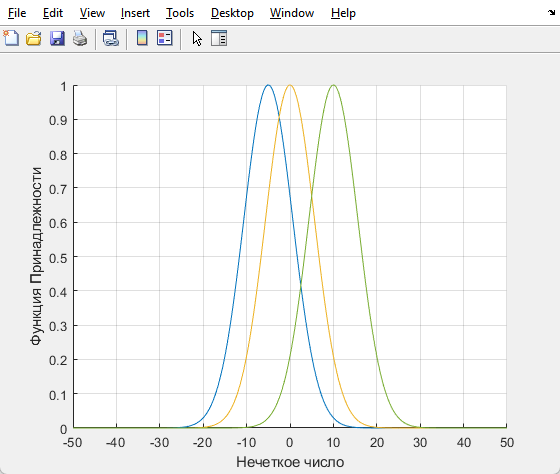 File Edit View Insert Tools Desktop Window Help
1
0.9
0.8
0.7
0.6
0.5
0.4
0.3
0.2
0.1
0
Функция Принадлежности
-50 -40 -30 -20 -10 0 10 20 30 40 50
Нечеткое число